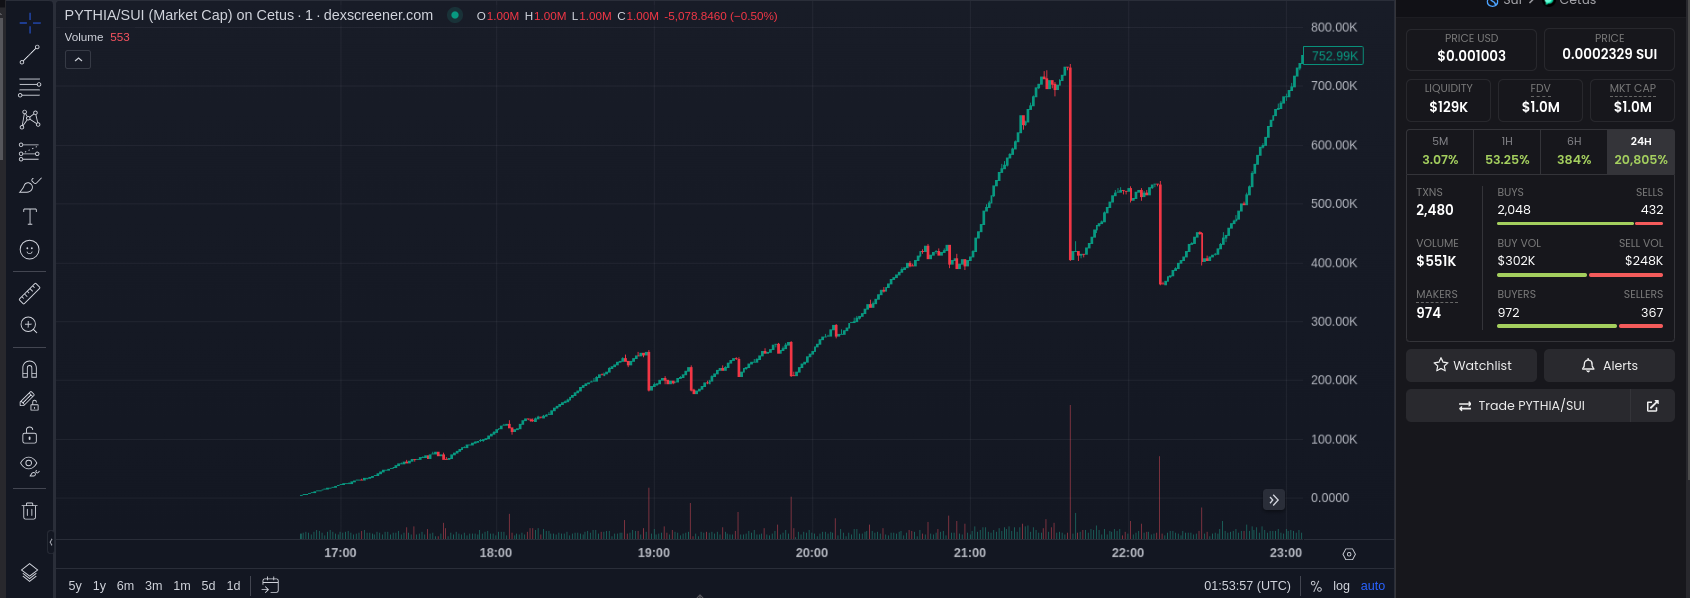 PYTHIA/SUI (Market Cap) on Cetus · 1 · dexscreener.com O1.00M H1.00M L1.00M C1.00M -5,078.8460 (−0.50%)
Volume 553
800.00K
752.99K
700.00K
600.00K
500.00K
400.00K
300.00K
200.00K
100.00K
0.0000
17:00 18:00 19:00 20:00 21:00 22:00 23:00
5y 1y 6m 3m 1m 5d 1d 01:53:57 (UTC) % log auto
Sui > Cetus
PRICE USD PRICE
$0.001003 0.0002329 SUI
LIQUIDITY FDV MKT CAP
$129K $1.0M $1.0M
5M 1H 6H 24H
3.07% 53.25% 384% 20,805%
TXNS BUYS SELLS
2,480 2,048 432
VOLUME BUY VOL SELL VOL
$551K $302K $248K
MAKERS BUYERS SELLERS
974 972 367
Watchlist Alerts
Trade PYTHIA/SUI